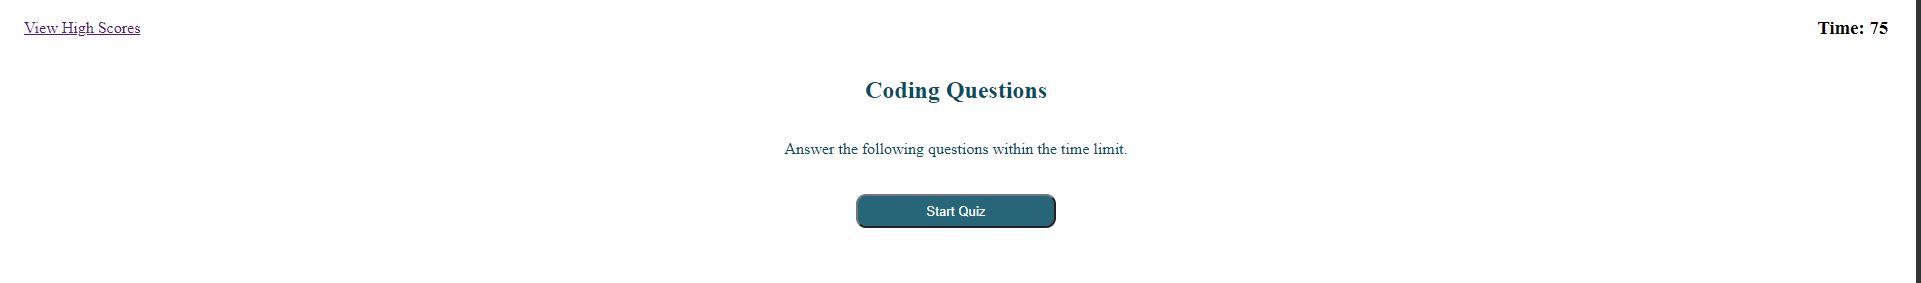 View High Scores
Time: 75
Coding Questions
Answer the following questions within the time limit.
Start Quiz